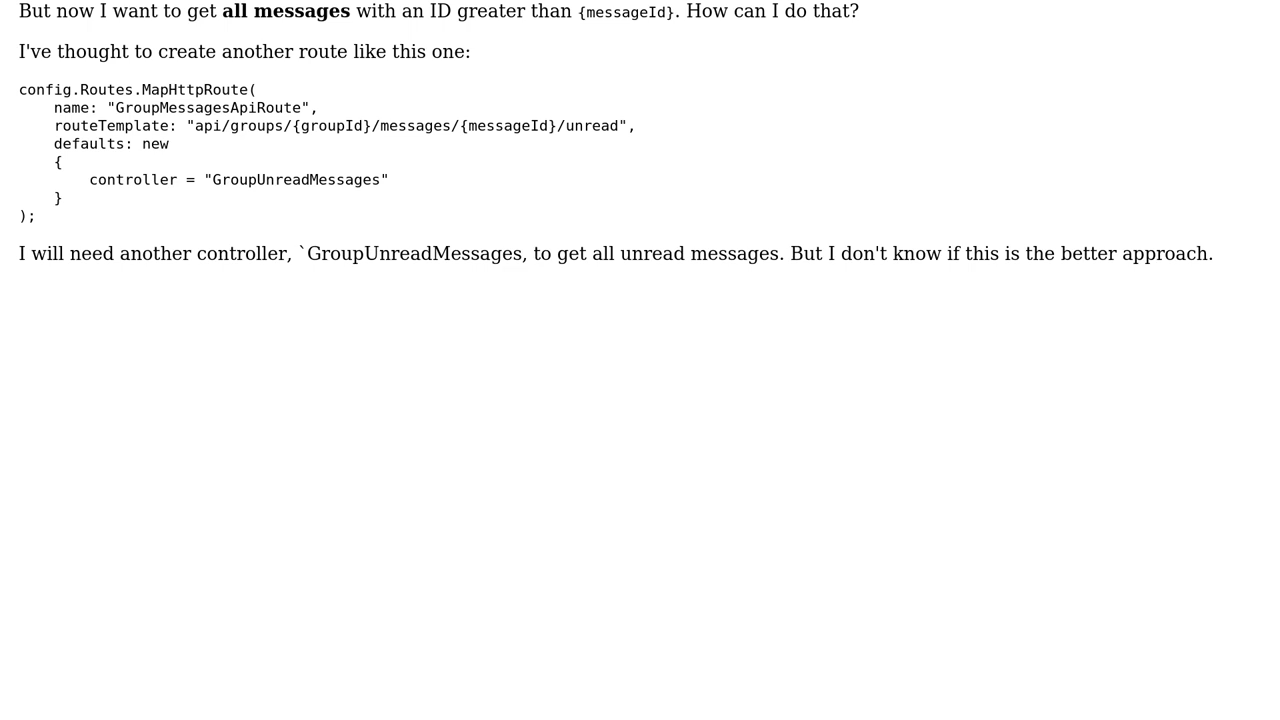 But now I want to get all messages with an ID greater than {messageId}. How can I do that?
I've thought to create another route like this one:
config.Routes.MapHttpRoute(
    name: "GroupMessagesApiRoute",
    routeTemplate: "api/groups/{groupId}/messages/{messageId}/unread",
    defaults: new
    {
        controller = "GroupUnreadMessages"
    }
);
I will need another controller, `GroupUnreadMessages, to get all unread messages. But I don't know if this is the better approach.